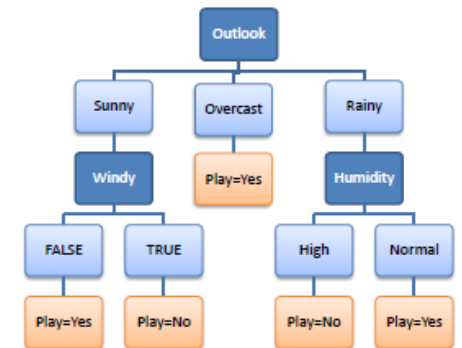 Outlook
Sunny
Overcast
Rainy
Windy
Play=Yes
Humidity
FALSE
TRUE
High
Normal
Play=Yes
Play=No
Play=No
Play=Yes